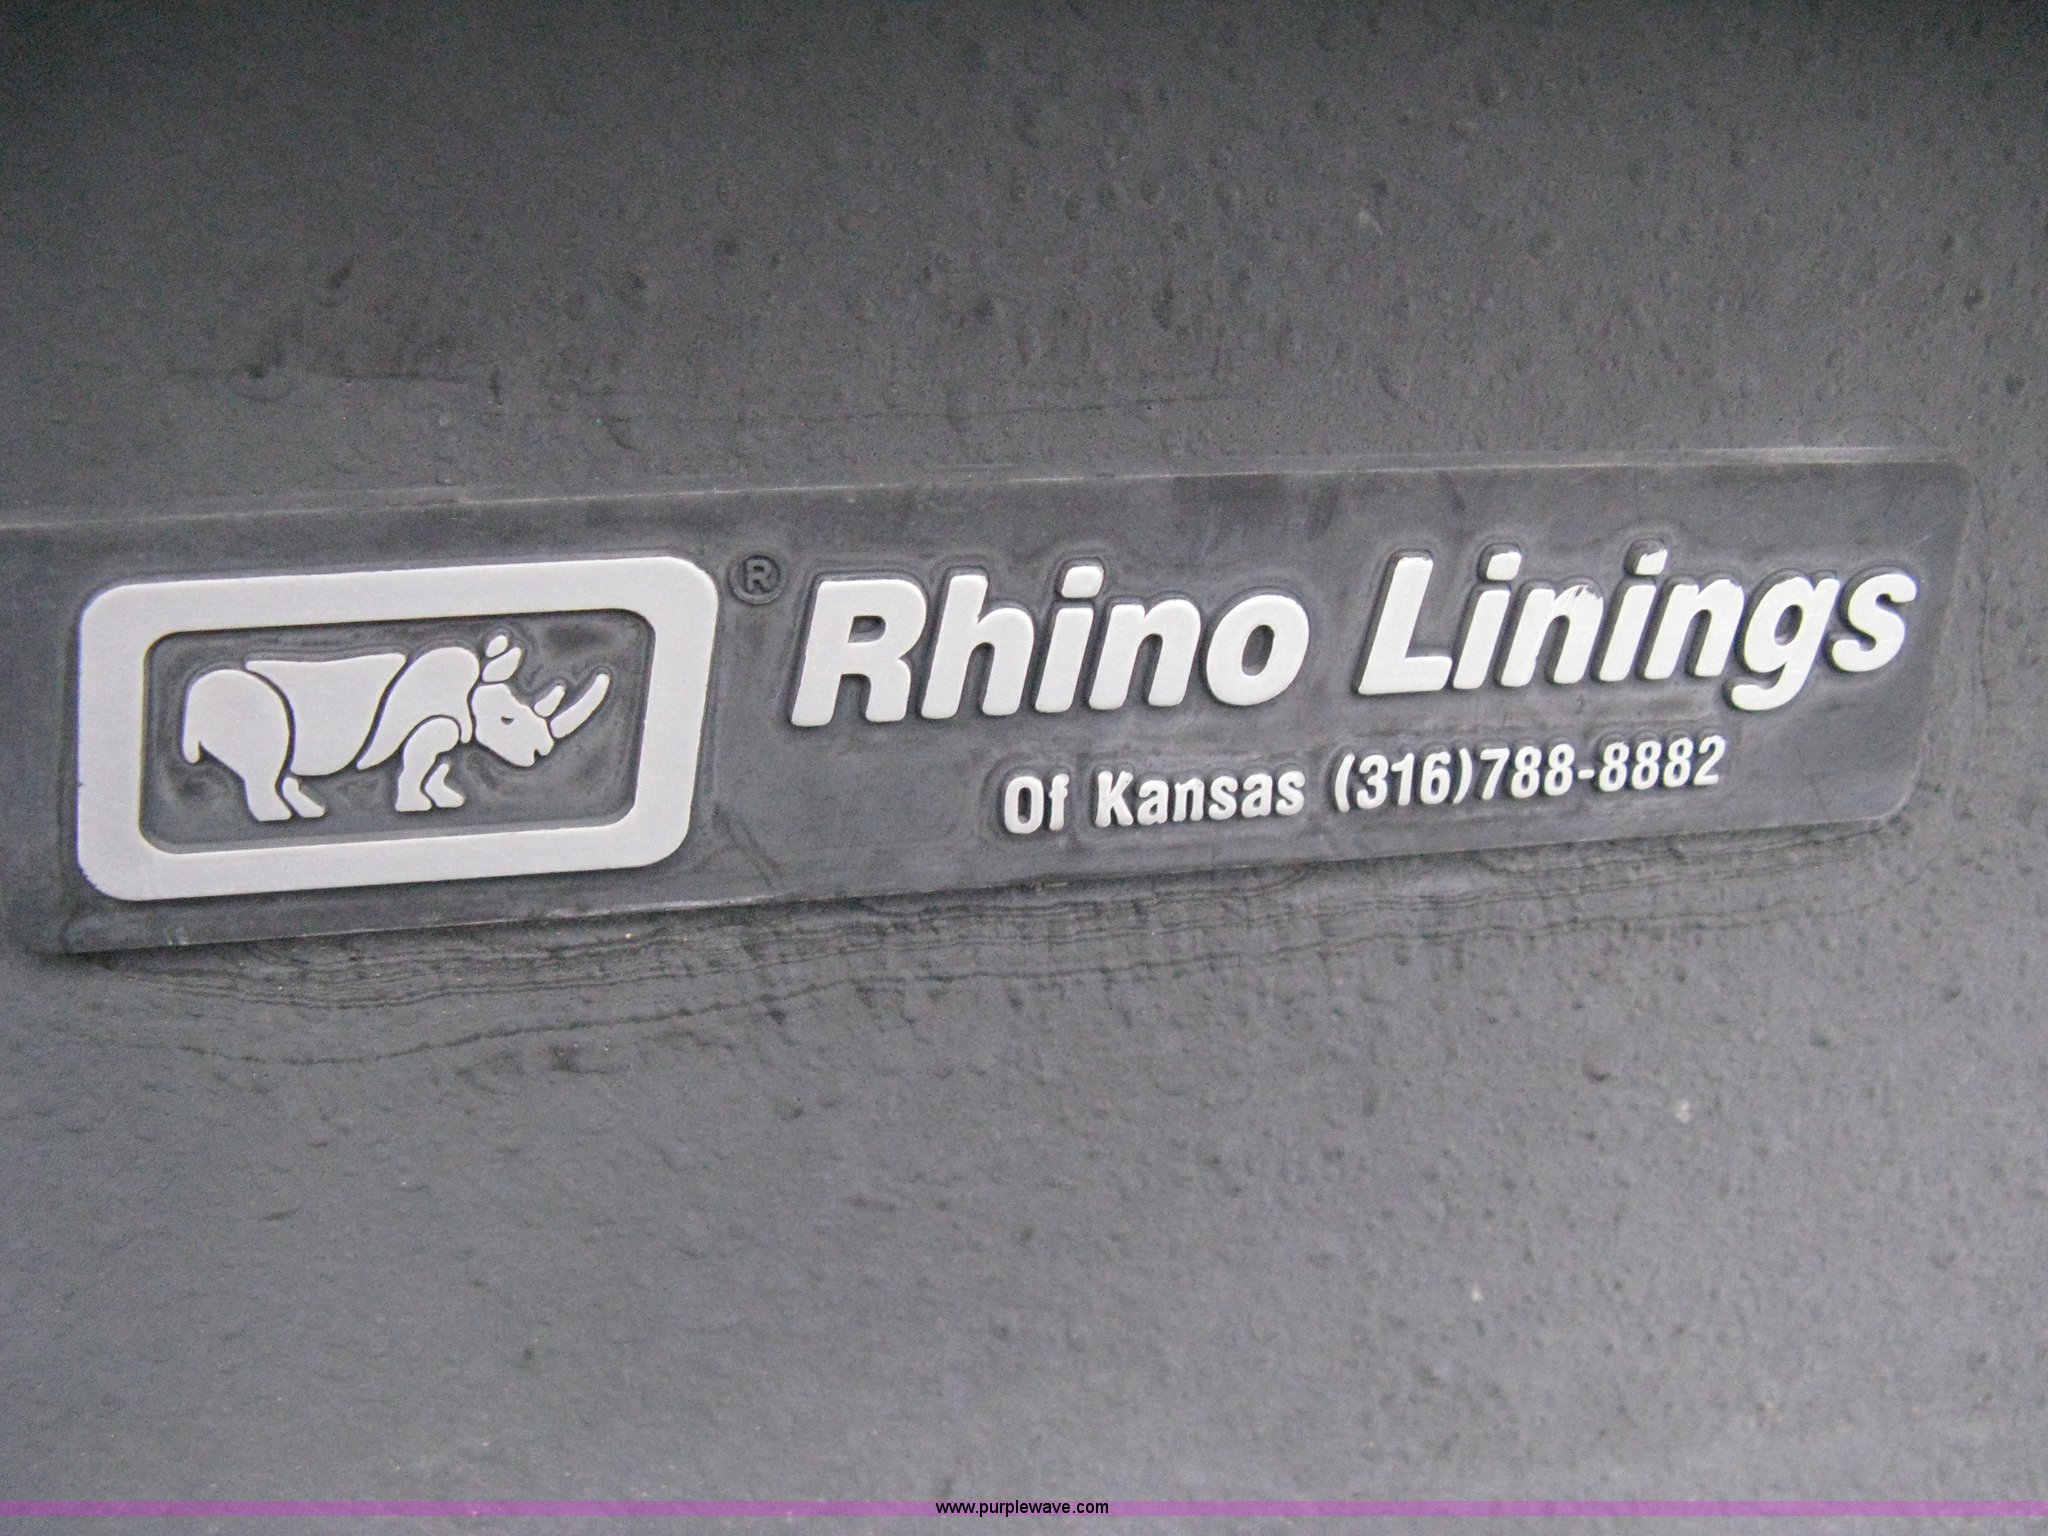 ® Rhino Linings
Of Kansas (316)788-8882
www.purplewave.com